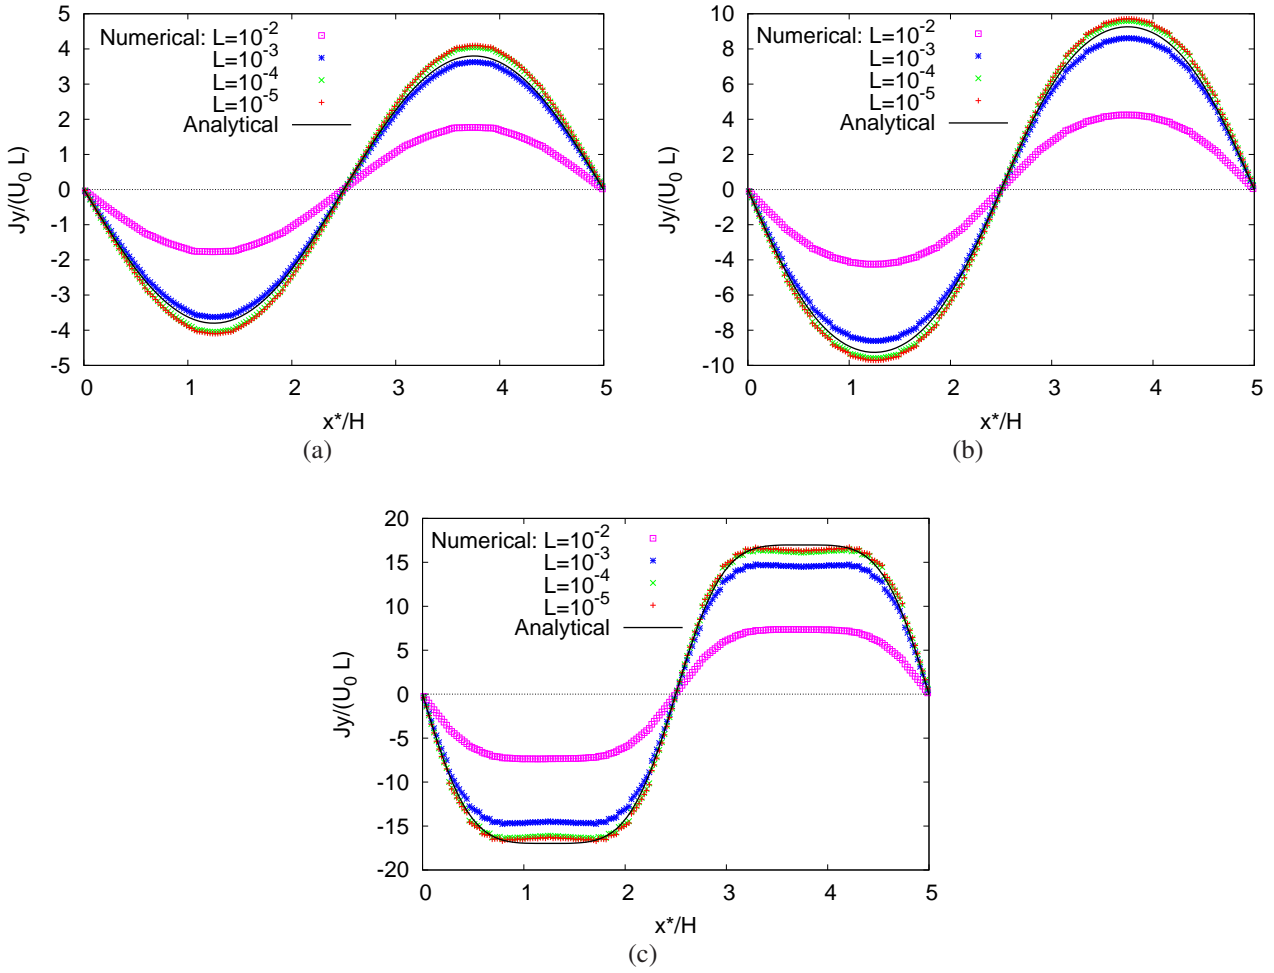 5
4
3
2
1
0
-1
-2
-3
-4
-5
Jy/(U₀ L)
Numerical: L=10⁻²
L=10⁻³
L=10⁻⁴
L=10⁻⁵
Analytical
0 1 2 3 4 5
x*/H
(a)
10
8
6
4
2
0
-2
-4
-6
-8
-10
Jy/(U₀ L)
Numerical: L=10⁻²
L=10⁻³
L=10⁻⁴
L=10⁻⁵
Analytical
0 1 2 3 4 5
x*/H
(b)
20
15
10
5
0
-5
-10
-15
-20
Jy/(U₀ L)
Numerical: L=10⁻²
L=10⁻³
L=10⁻⁴
L=10⁻⁵
Analytical
0 1 2 3 4 5
x*/H
(c)